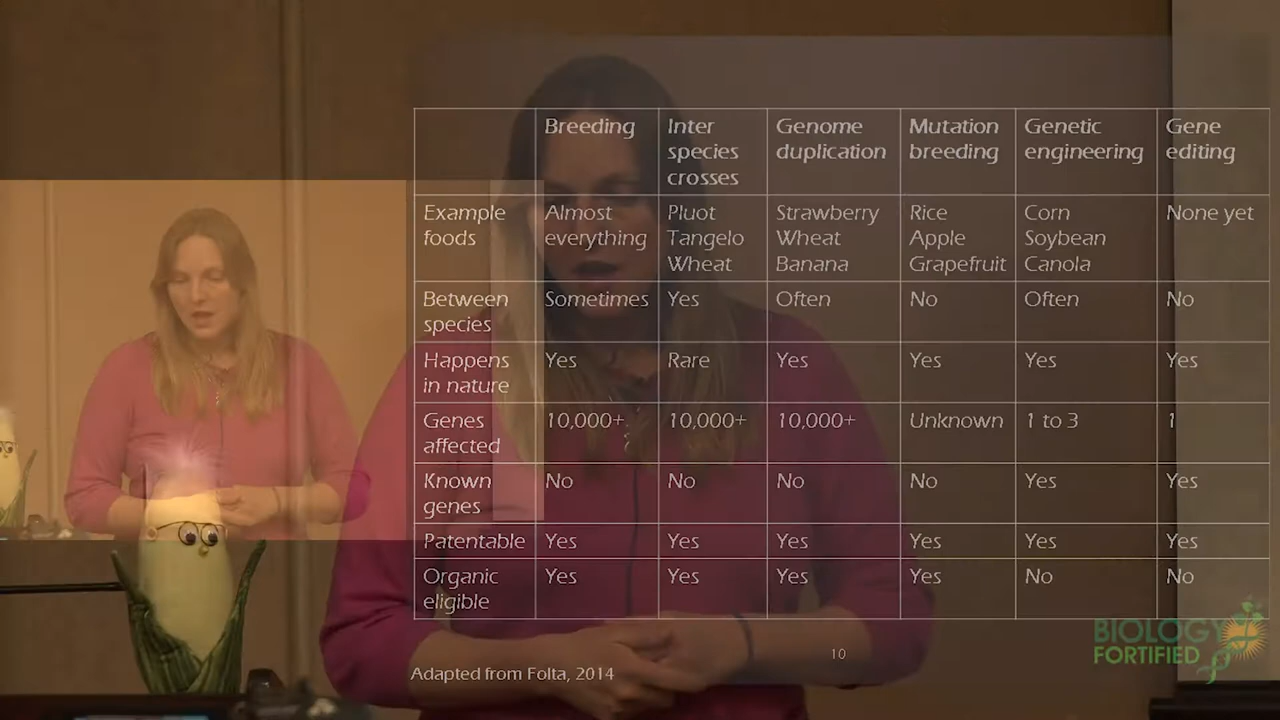 Breeding
Inter species crosses
Genome duplication
Mutation breeding
Genetic engineering
Gene editing
Example foods
Almost everything
Pluot Tangelo Wheat
Strawberry Wheat Banana
Rice Apple Grapefruit
Corn Soybean Canola
None yet
Between species
Sometimes
Yes
Often
No
Often
No
Happens in nature
Yes
Rare
Yes
Yes
Yes
Yes
Genes affected
10,000+
10,000+
10,000+
Unknown
1 to 3
1
Known genes
No
No
No
No
Yes
Yes
Patentable
Yes
Yes
Yes
Yes
Yes
Yes
Organic eligible
Yes
Yes
Yes
Yes
No
No
10
Adapted from Folta, 2014
BIOLOGY
FORTIFIED